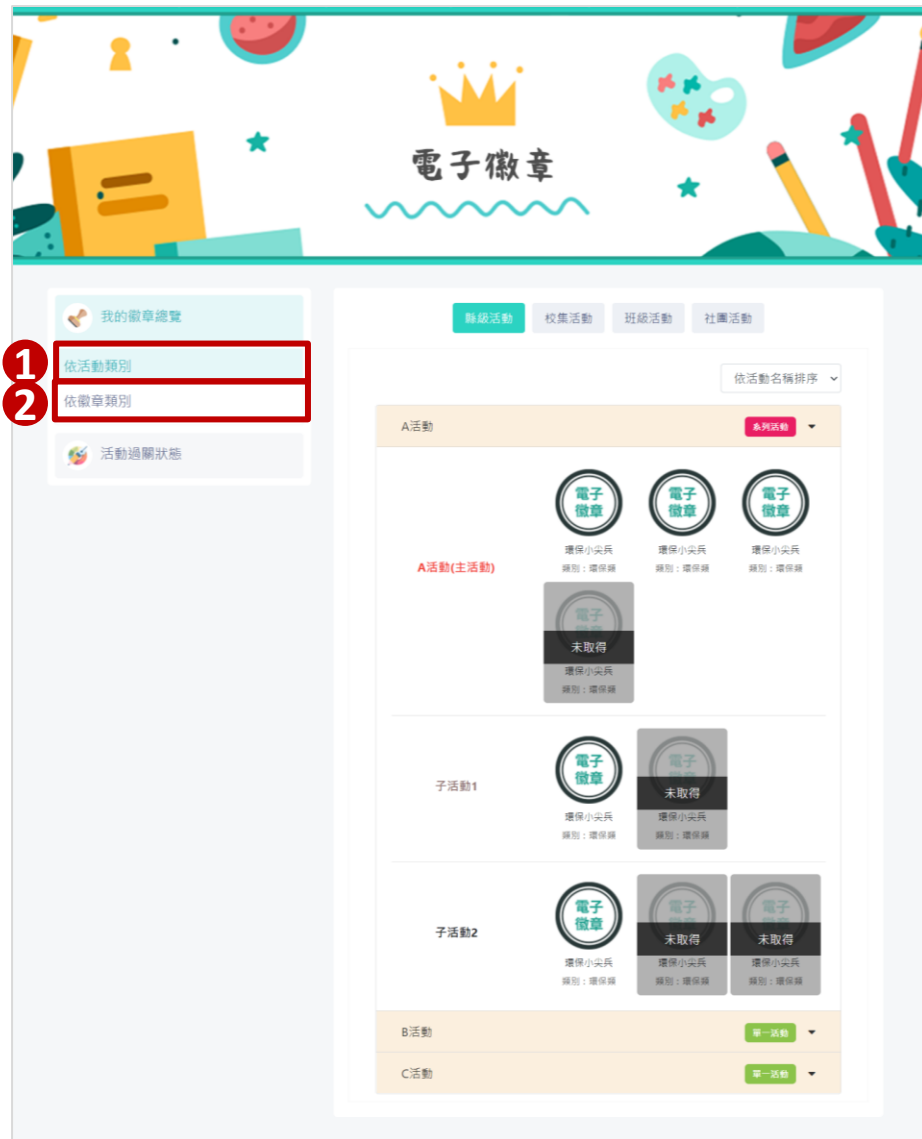 電子徽章
我的徽章總覽
1 依活動類別
2 依徽章類別
活動過關狀態
縣級活動 校集活動 班級活動 社團活動
依活動名稱排序
A活動 系列活動
電子徽章 電子徽章 電子徽章
環保小尖兵 環保小尖兵 環保小尖兵
A活動(主活動) 類別：環保類 類別：環保類 類別：環保類
電子
未取得
環保小尖兵
類別：環保類
電子徽章 電子
子活動1 未取得
環保小尖兵 環保小尖兵
類別：環保類 類別：環保類
電子徽章 電子 電子
子活動2 未取得 未取得
環保小尖兵 環保小尖兵 環保小尖兵
類別：環保類 類別：環保類 類別：環保類
B活動 單一活動
C活動 單一活動